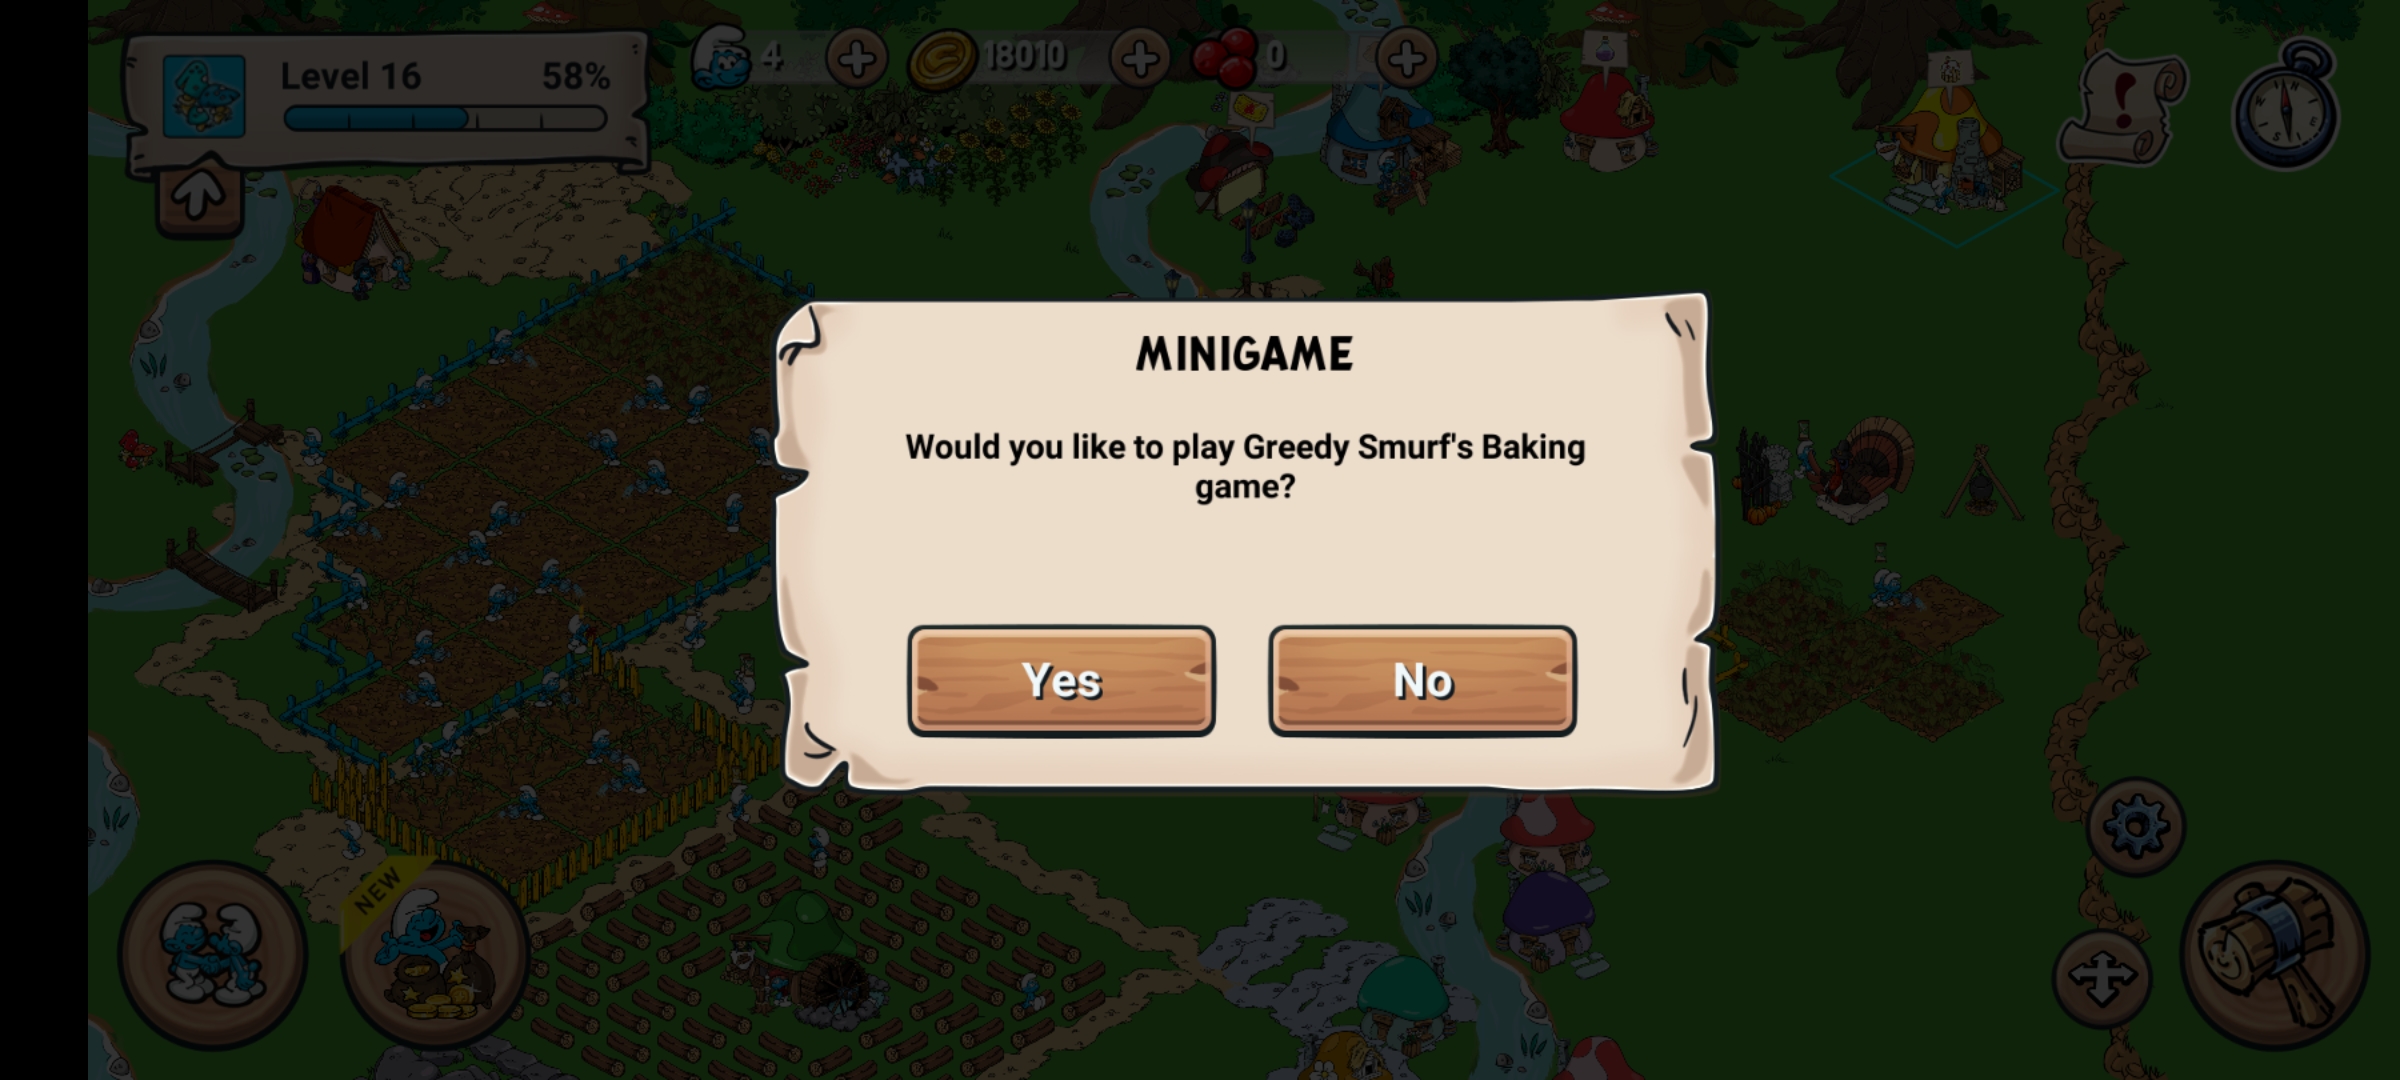 Level 16 58%
4
18010
0
MINIGAME
Would you like to play Greedy Smurf's Baking
game?
Yes No
NEW